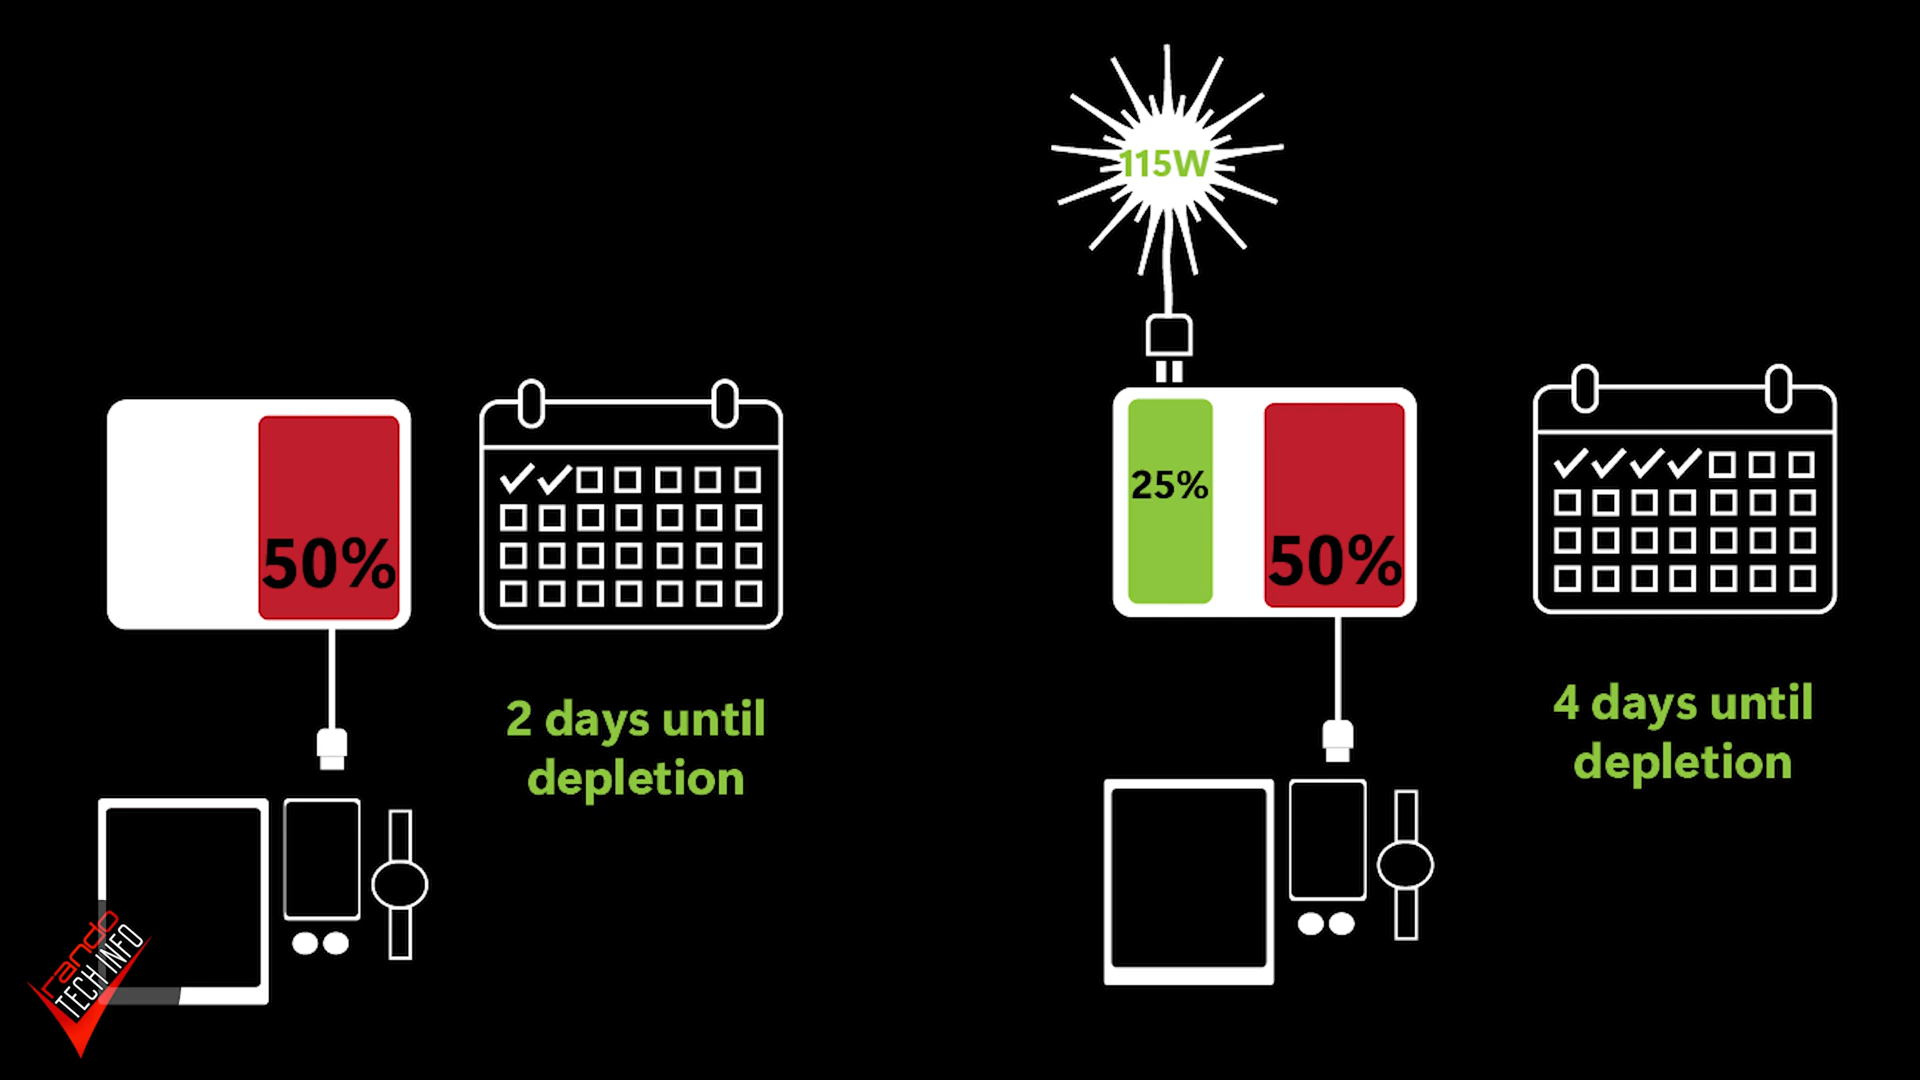 115W
50%
2 days until
depletion
25%
50%
4 days until
depletion
rando
TECH INFO